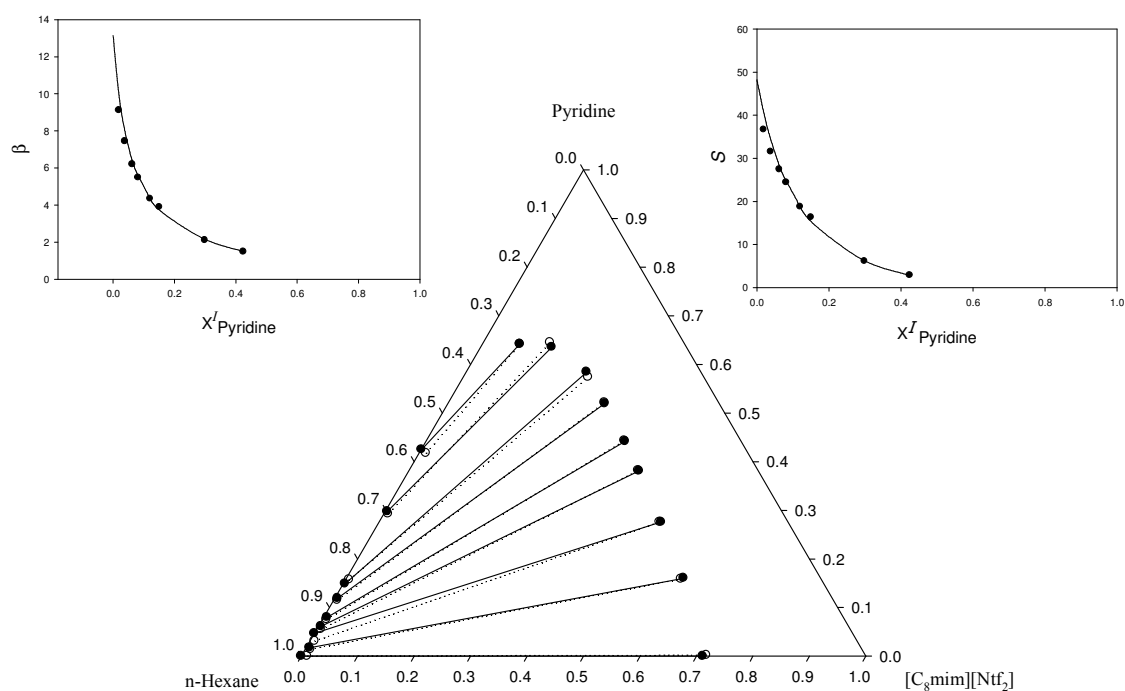 14
12
10
8
6
4
2
0
β
0.0 0.2 0.4 0.6 0.8 1.0
X^I Pyridine
60
50
40
30
20
10
0
S
0.0 0.2 0.4 0.6 0.8 1.0
X^I Pyridine
Pyridine
0.0 1.0
0.1 0.9
0.2 0.8
0.3 0.7
0.4 0.6
0.5 0.5
0.6 0.4
0.7 0.3
0.8 0.2
0.9 0.1
1.0 0.0
0.0 0.1 0.2 0.3 0.4 0.5 0.6 0.7 0.8 0.9 1.0
n-Hexane [C₈mim][Ntf₂]